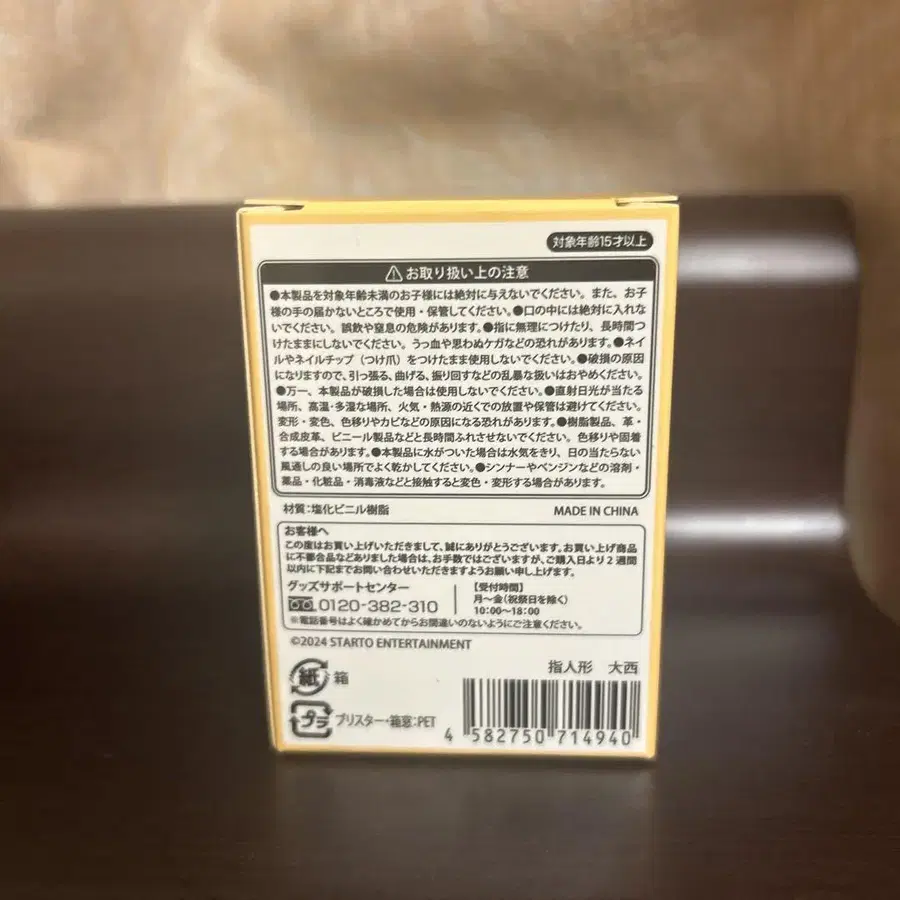 対象年齢15才以上
⚠お取り扱い上の注意
●本製品を対象年齢未満のお子様には絶対に与えないでください。また、お子
様の手の届かないところで使用・保管してください。●口の中には絶対に入れな
いでください。誤飲や窒息の危険があります。●指に無理につけたり、長時間つ
けたままにしないでください。うっ血や思わぬケガなどの恐れがあります。●ネイ
ルやネイルチップ（つけ爪）をつけたまま使用しないでください。●破損の原因
になりますので、引っ張る、曲げる、振り回すなどの乱暴な扱いはおやめください。
●万一、本製品が破損した場合は使用しないでください。●直射日光が当たる
場所、高温・多湿な場所、火気・熱源の近くでの放置や保管は避けてください。
変形・変色、色移りやカビなどの原因になる恐れがあります。●樹脂製品、革・
合成皮革、ビニール製品などと長時間ふれさせないでください。色移りや固着
する場合があります。●本製品に水がついた場合は水気をきり、日の当たらない
風通しの良い場所でよく乾かしてください。●シンナーやベンジンなどの溶剤・
薬品・化粧品・消毒液などと接触すると変色・変形する場合があります。
材質：塩化ビニル樹脂 MADE IN CHINA
お客様へ
この度はお買い上げいただきまして、誠にありがとうございます。お買い上げ商品
に不都合品などありました場合は、お手数ではございますが、ご購入日より2週間
以内に下記までお問い合わせいただきますようお願い申し上げます。
グッズサポートセンター
0120-382-310
【受付時間】
月〜金（祝祭日を除く）
10:00〜18:00
※電話番号はよく確かめてからお間違いのないようにご注意ください。
©2024 STARTO ENTERTAINMENT
指人形 大西
紙 箱
プラ ブリスター・箱窓：PET
4 582750 714940